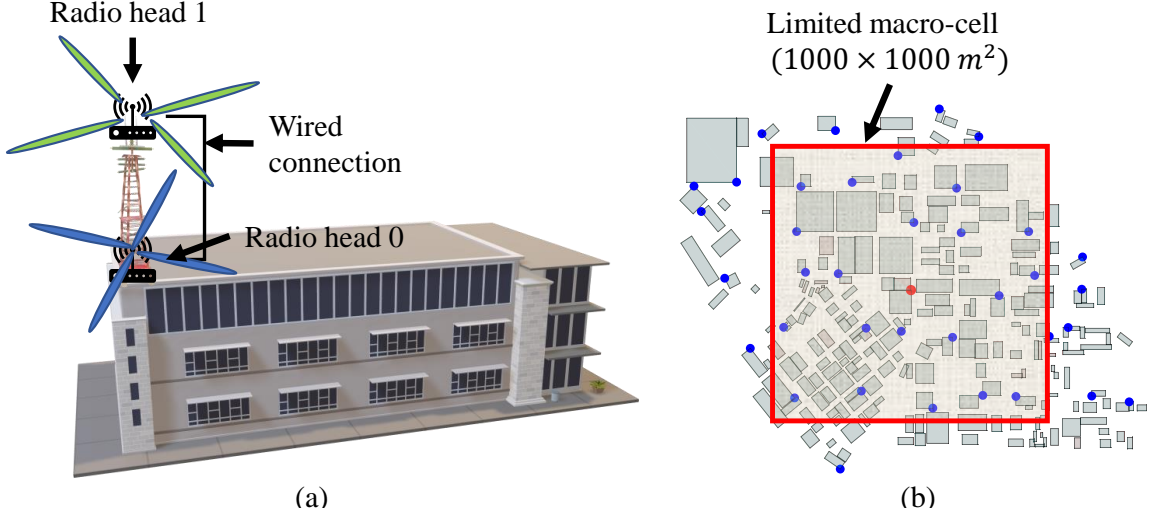 Radio head 1
Wired
connection
Radio head 0
(a)
Limited macro-cell
(1000 × 1000 m²)
(b)